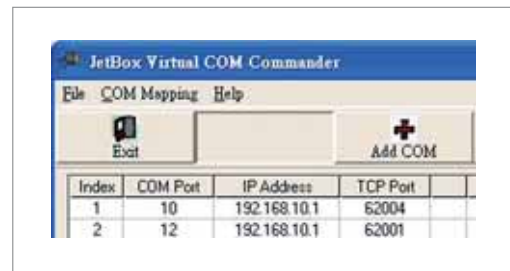 JetBox Virtual COM Commander
File COM Mapping Help
Exit Add COM
Index COM Port IP Address TCP Port
1 10 192.168.10.1 62004
2 12 192.168.10.1 62001